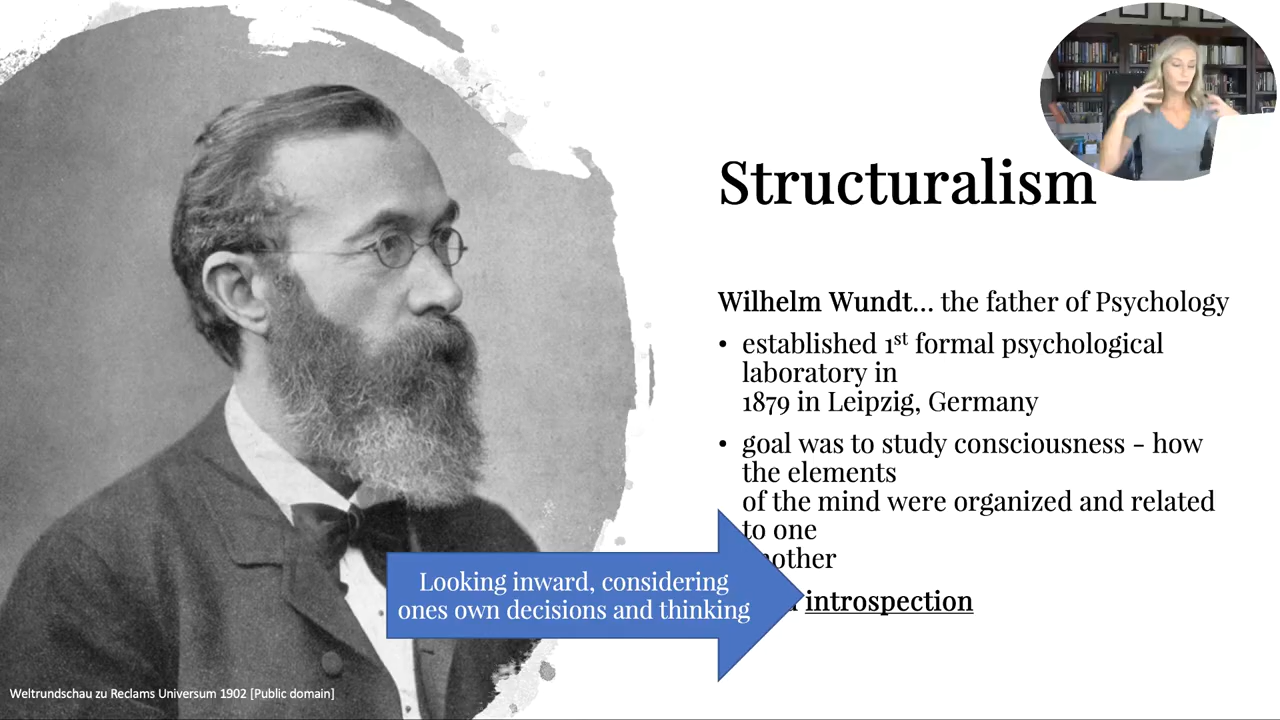 Structuralism
Wilhelm Wundt... the father of Psychology
• established 1st formal psychological
laboratory in
1879 in Leipzig, Germany
• goal was to study consciousness - how
the elements
of the mind were organized and related
to one
other
introspection
Looking inward, considering
ones own decisions and thinking
Weltrundschau zu Reclams Universum 1902 [Public domain]